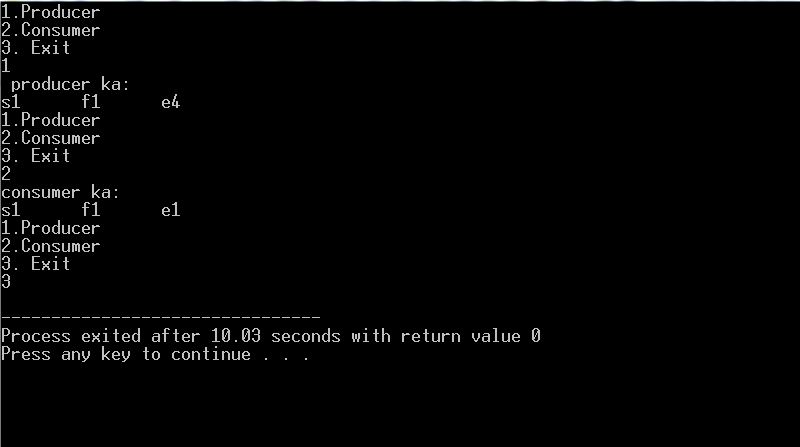 1.Producer
2.Consumer
3. Exit
1
 producer ka:
s1      f1      e4
1.Producer
2.Consumer
3. Exit
2
consumer ka:
s1      f1      e1
1.Producer
2.Consumer
3. Exit
3

--------------------------------
Process exited after 10.03 seconds with return value 0
Press any key to continue . . .